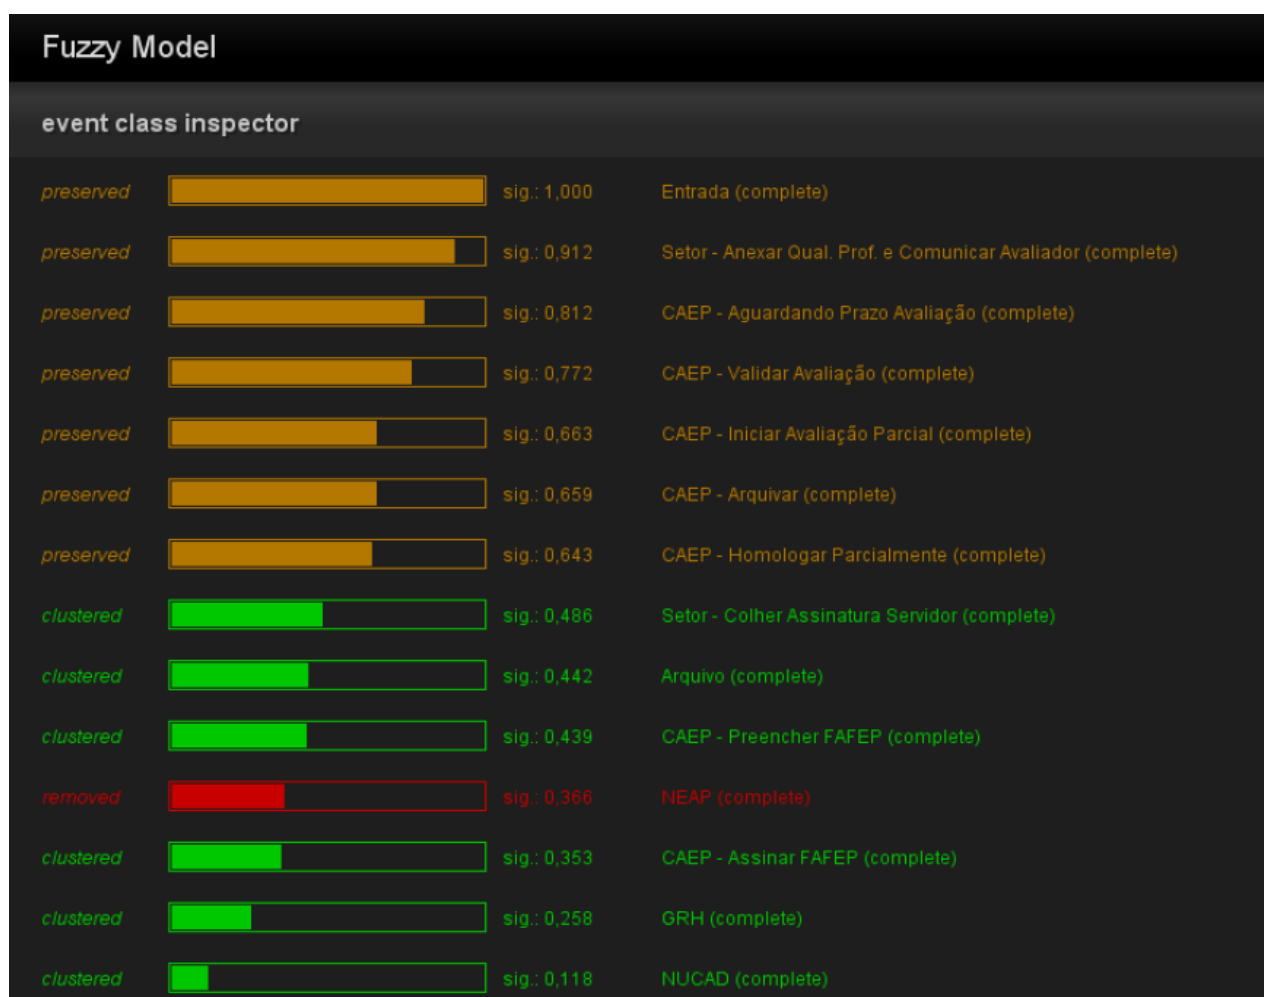 Fuzzy Model
event class inspector
preserved sig.: 1,000 Entrada (complete)
preserved sig.: 0,912 Setor - Anexar Qual. Prof. e Comunicar Avaliador (complete)
preserved sig.: 0,812 CAEP - Aguardando Prazo Avaliação (complete)
preserved sig.: 0,772 CAEP - Validar Avaliação (complete)
preserved sig.: 0,663 CAEP - Iniciar Avaliação Parcial (complete)
preserved sig.: 0,659 CAEP - Arquivar (complete)
preserved sig.: 0,643 CAEP - Homologar Parcialmente (complete)
clustered sig.: 0,486 Setor - Colher Assinatura Servidor (complete)
clustered sig.: 0,442 Arquivo (complete)
clustered sig.: 0,439 CAEP - Preencher FAFEP (complete)
removed sig.: 0,366 NEAP (complete)
clustered sig.: 0,353 CAEP - Assinar FAFEP (complete)
clustered sig.: 0,258 GRH (complete)
clustered sig.: 0,118 NUCAD (complete)